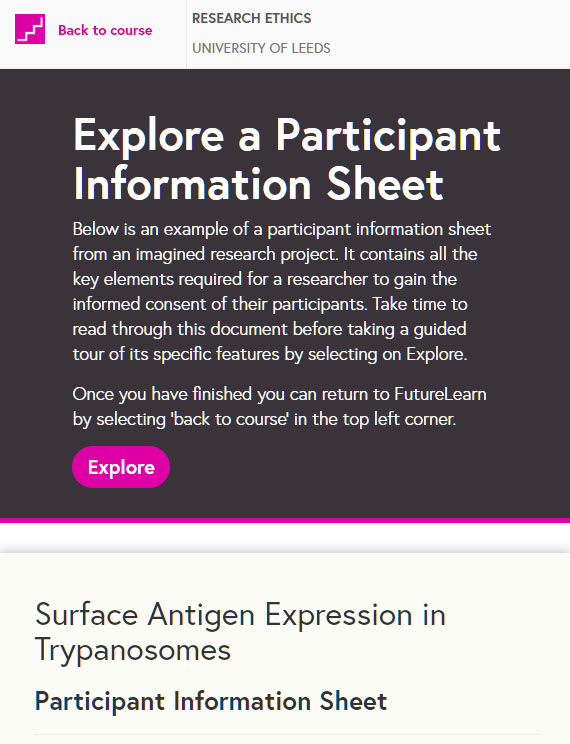 Back to course
RESEARCH ETHICS
UNIVERSITY OF LEEDS
Explore a Participant
Information Sheet
Below is an example of a participant information sheet
from an imagined research project. It contains all the
key elements required for a researcher to gain the
informed consent of their participants. Take time to
read through this document before taking a guided
tour of its specific features by selecting on Explore.
Once you have finished you can return to FutureLearn
by selecting 'back to course' in the top left corner.
Explore
Surface Antigen Expression in
Trypanosomes
Participant Information Sheet